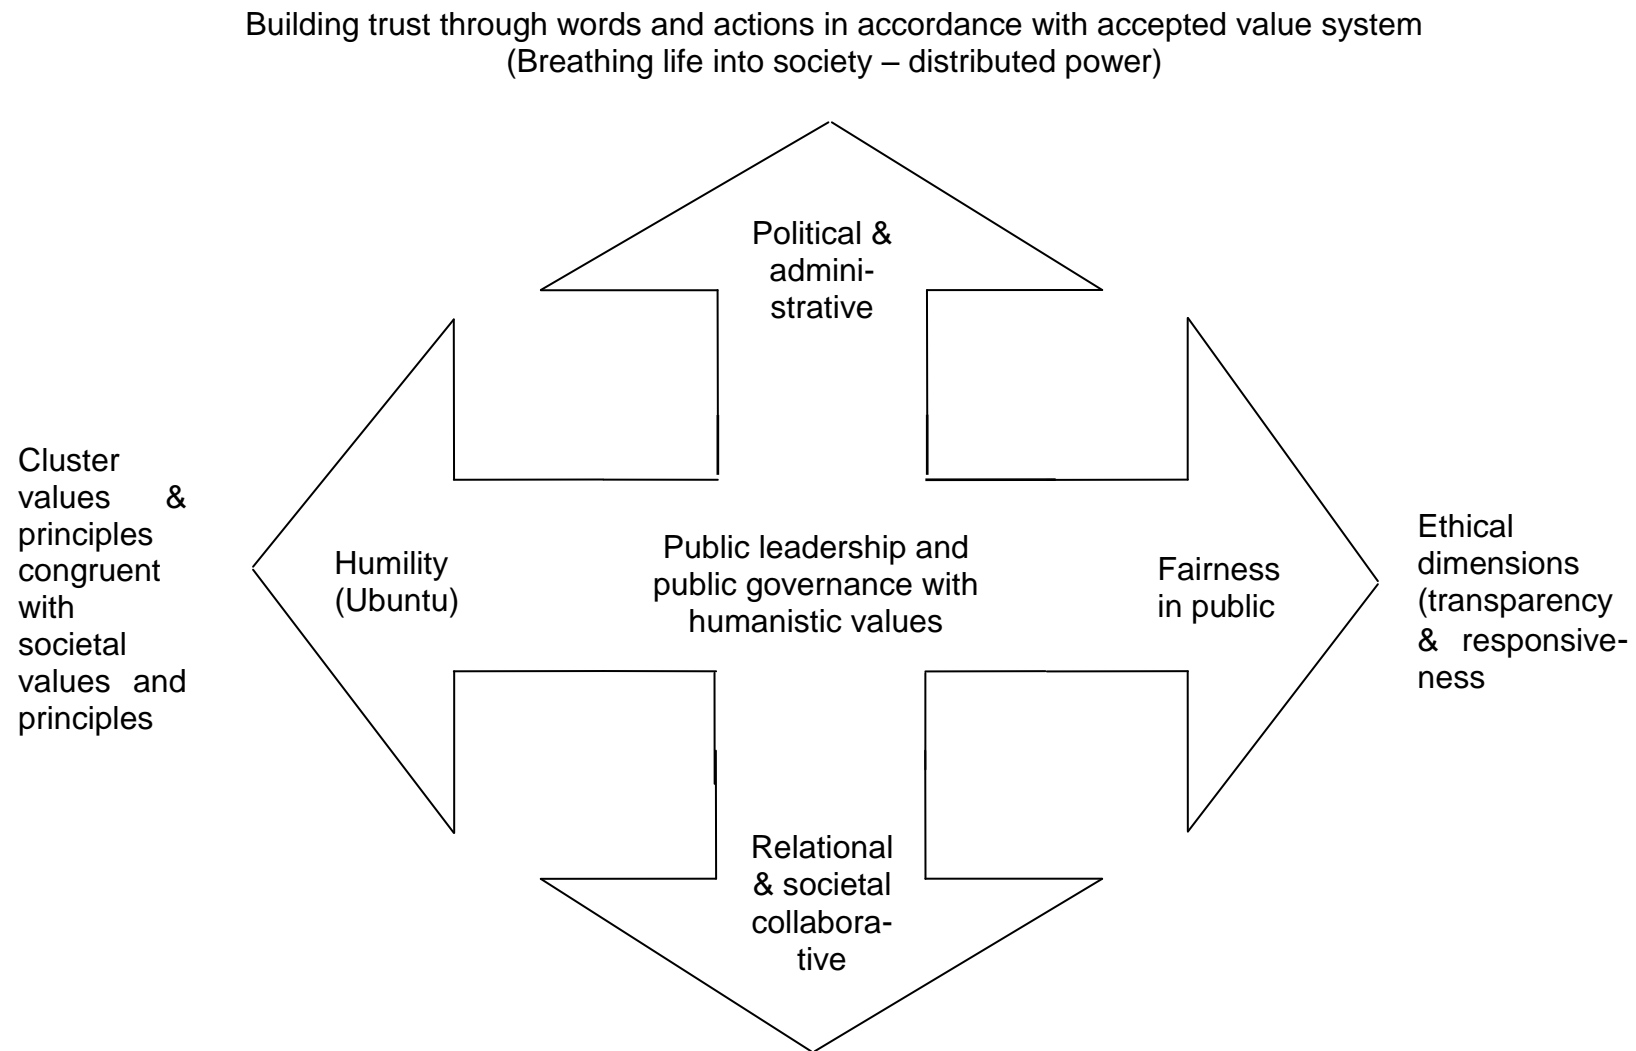 Building trust through words and actions in accordance with accepted value system
(Breathing life into society – distributed power)
Political &
admini-
strative
Cluster
values &
principles
congruent
with
societal
values and
principles
Humility
(Ubuntu)
Public leadership and
public governance with
humanistic values
Fairness
in public
Ethical
dimensions
(transparency
& responsive-
ness
Relational
& societal
collabora-
tive